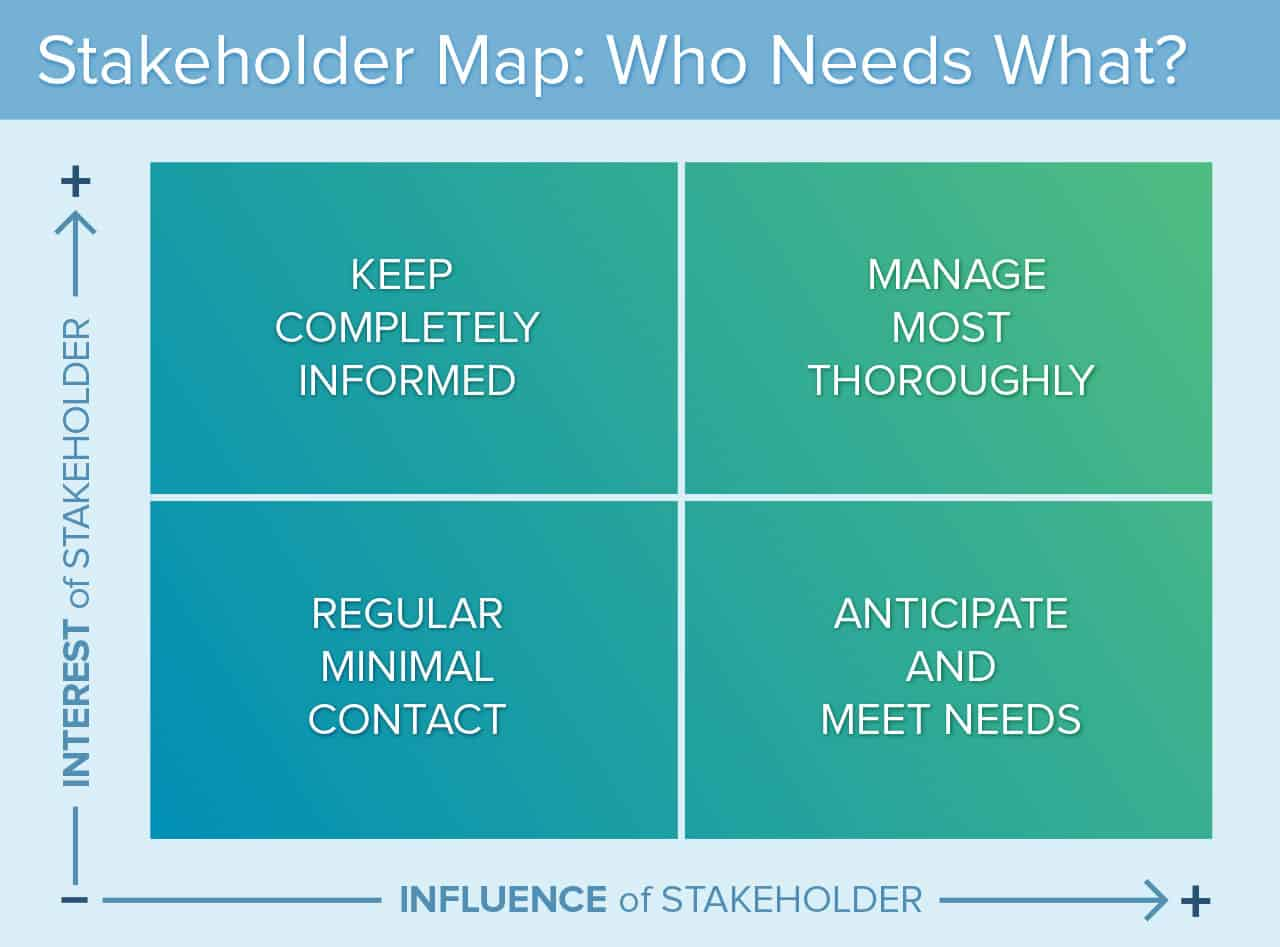 Stakeholder Map: Who Needs What?
+
INTEREST of STAKEHOLDER
KEEP
COMPLETELY
INFORMED
MANAGE
MOST
THOROUGHLY
REGULAR
MINIMAL
CONTACT
ANTICIPATE
AND
MEET NEEDS
–
INFLUENCE of STAKEHOLDER
+